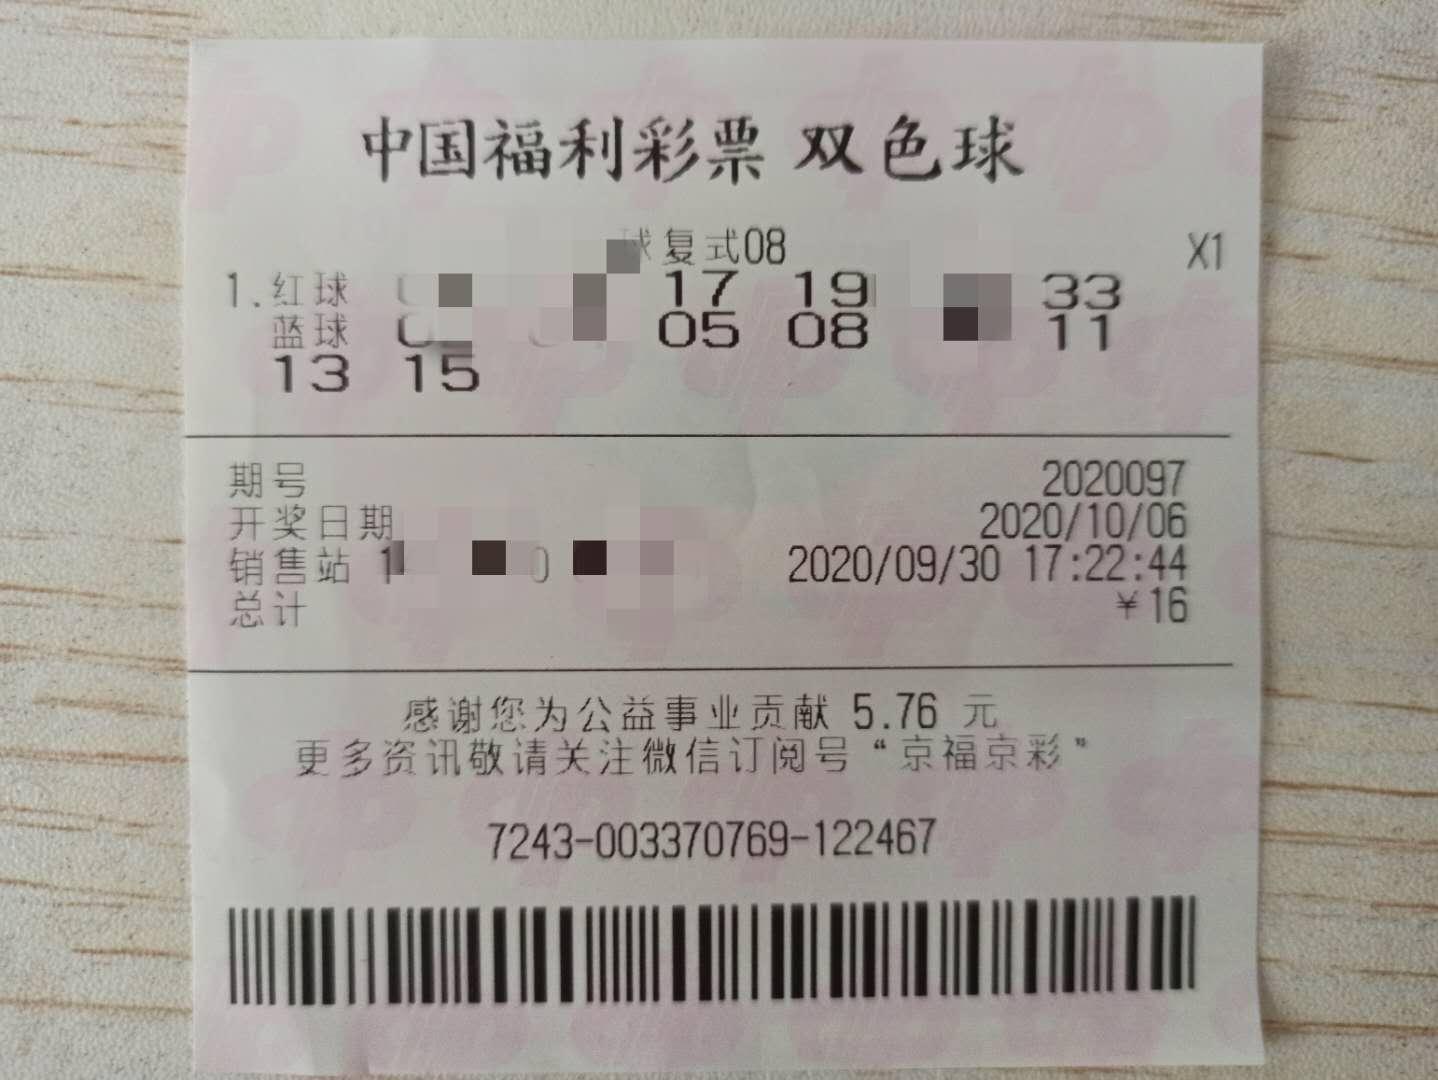 中国福利彩票 双色球
球复式08 X1
1.红球 17 19 33
蓝球 05 08 11
13 15
期号 2020097
开奖日期 2020/10/06
销售站 2020/09/30 17:22:44
总计 ¥16
感谢您为公益事业贡献 5.76 元
更多资讯敬请关注微信订阅号“京福京彩”
7243-003370769-122467